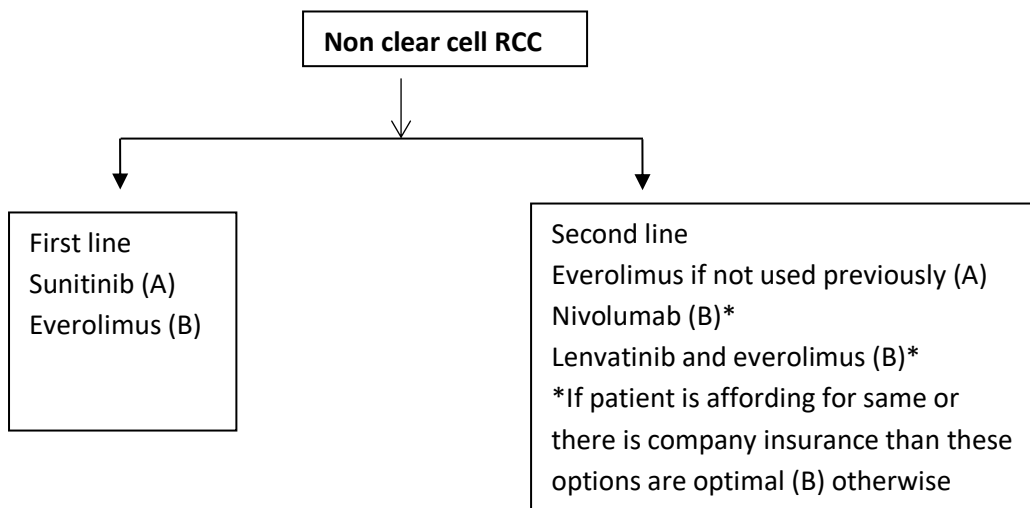 Non clear cell RCC
First line
Sunitinib (A)
Everolimus (B)
Second line
Everolimus if not used previously (A)
Nivolumab (B)*
Lenvatinib and everolimus (B)*
*If patient is affording for same or
there is company insurance than these
options are optimal (B) otherwise